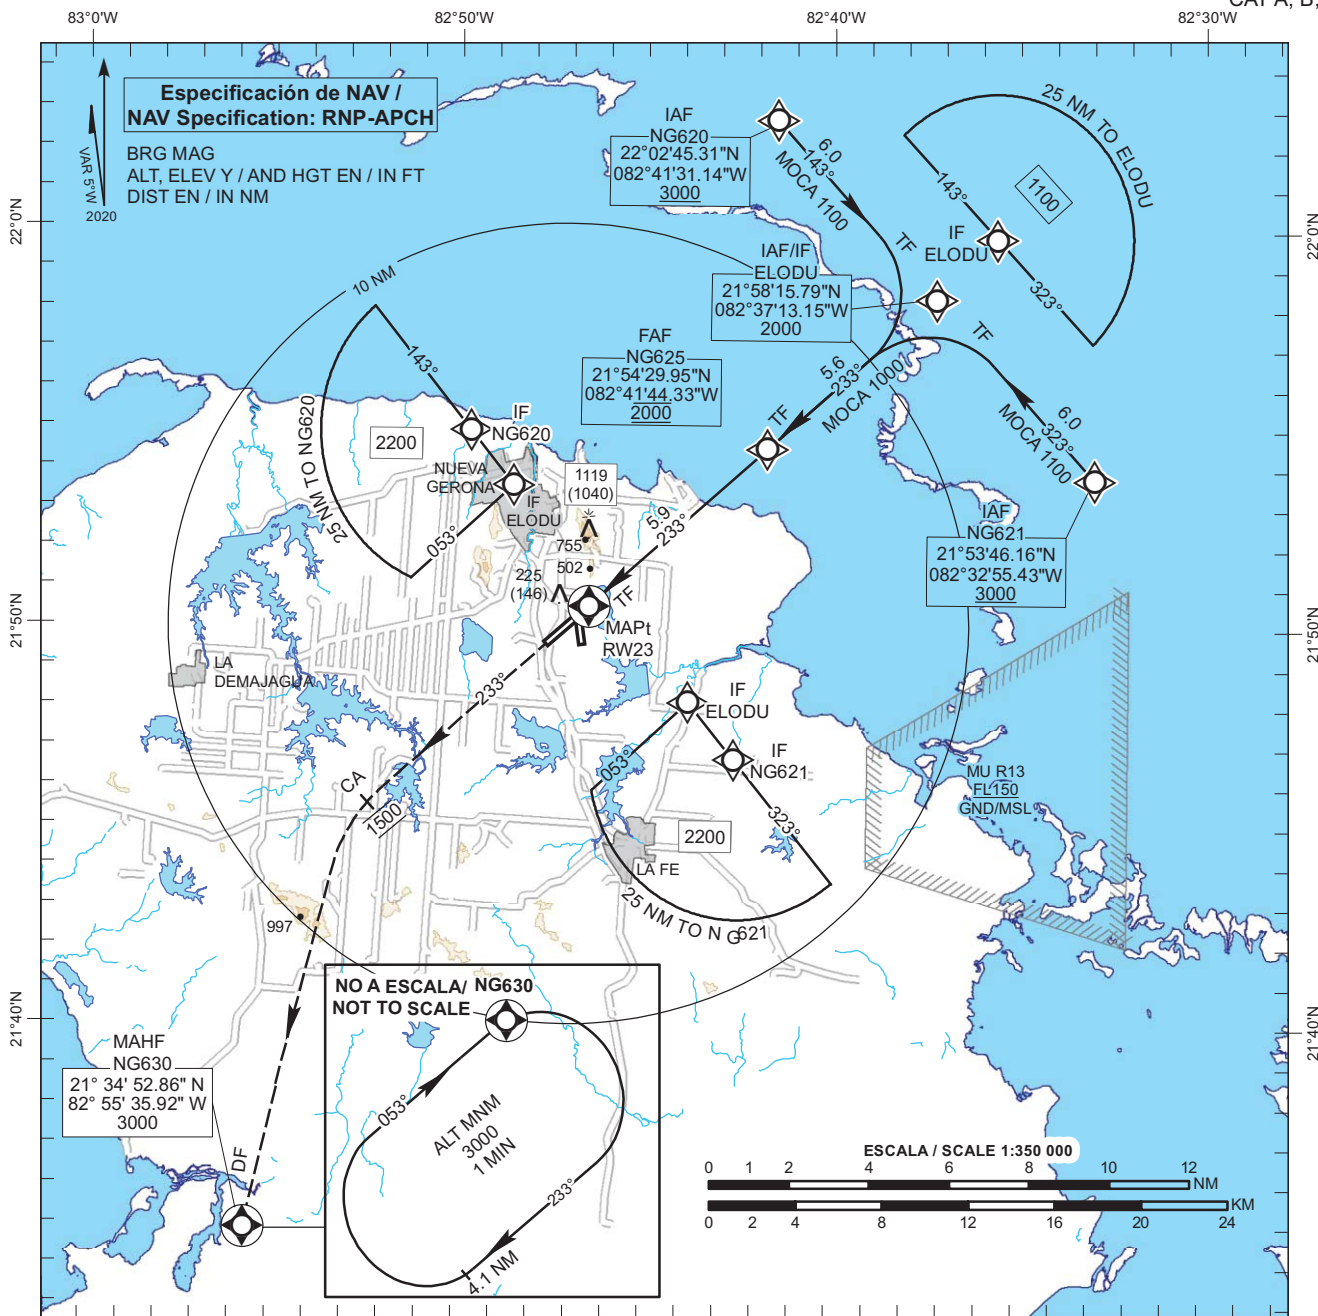 83°0'W
82°50'W
82°40'W
82°30'W
Especificación de NAV /
NAV Specification: RNP-APCH
VAR 5°W
2020
BRG MAG
ALT, ELEV Y / AND HGT EN / IN FT
DIST EN / IN NM
22°0'N
21°50'N
21°40'N
22°0'N
21°50'N
21°40'N
IAF
NG620
22°02'45.31"N
082°41'31.14"W
3000
6.0
143°
MOCA 1100
TF
25 NM TO ELODU
1100
143°
IF
ELODU
323°
IAF/IF
ELODU
21°58'15.79"N
082°37'13.15"W
2000
10 NM
FAF
NG625
21°54'29.95"N
082°41'44.33"W
2000
TF
5.6
233°
MOCA 1000
TF
6.0
323°
MOCA 1100
IAF
NG621
21°53'46.16"N
082°32'55.43"W
3000
143°
25 NM TO NG620
2200
IF
NG620
NUEVA
GERONA
IF
ELODU
053°
1119
(1040)
755
502
225
(146)
5.9
233°
TF
MAPt
RW23
LA
DEMAJAGUA
233°
CA
1500
IF
ELODU
IF
NG621
053°
323°
2200
LA FE
25 NM TO NG621
MU R13
FL150
GND/MSL
997
MAHF
NG630
21° 34' 52.86" N
82° 55' 35.92" W
3000
DF
NO A ESCALA/
NOT TO SCALE
NG630
053°
ALT MNM
3000
1 MIN
233°
4.1 NM
ESCALA / SCALE 1:350 000
0 1 2 4 6 8 10 12
NM
KM
0 2 4 8 12 16 20 24